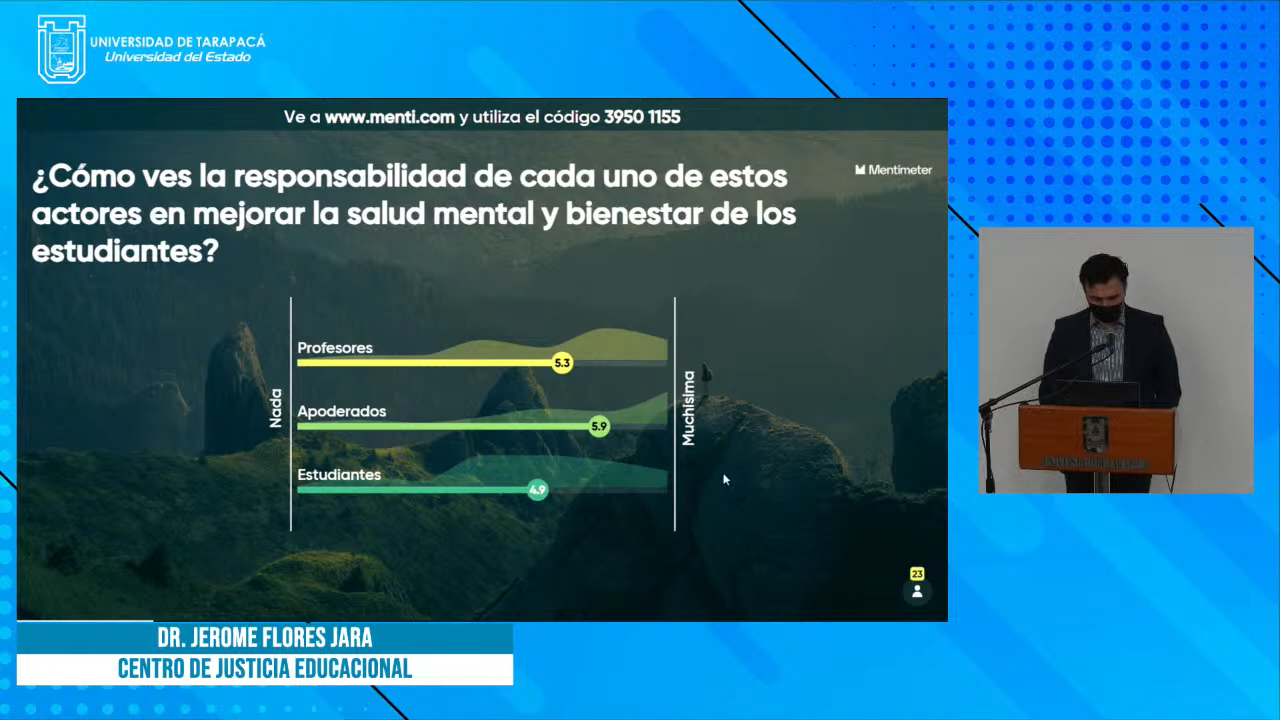 UNIVERSIDAD DE TARAPACÁ
Universidad del Estado
Ve a www.menti.com y utiliza el código 3950 1155
¿Cómo ves la responsabilidad de cada uno de estos
actores en mejorar la salud mental y bienestar de los
estudiantes?
Mentimeter
Nada
Profesores
5.3
Apoderados
5.9
Estudiantes
4.9
Muchísima
23
DR. JEROME FLORES JARA
CENTRO DE JUSTICIA EDUCACIONAL